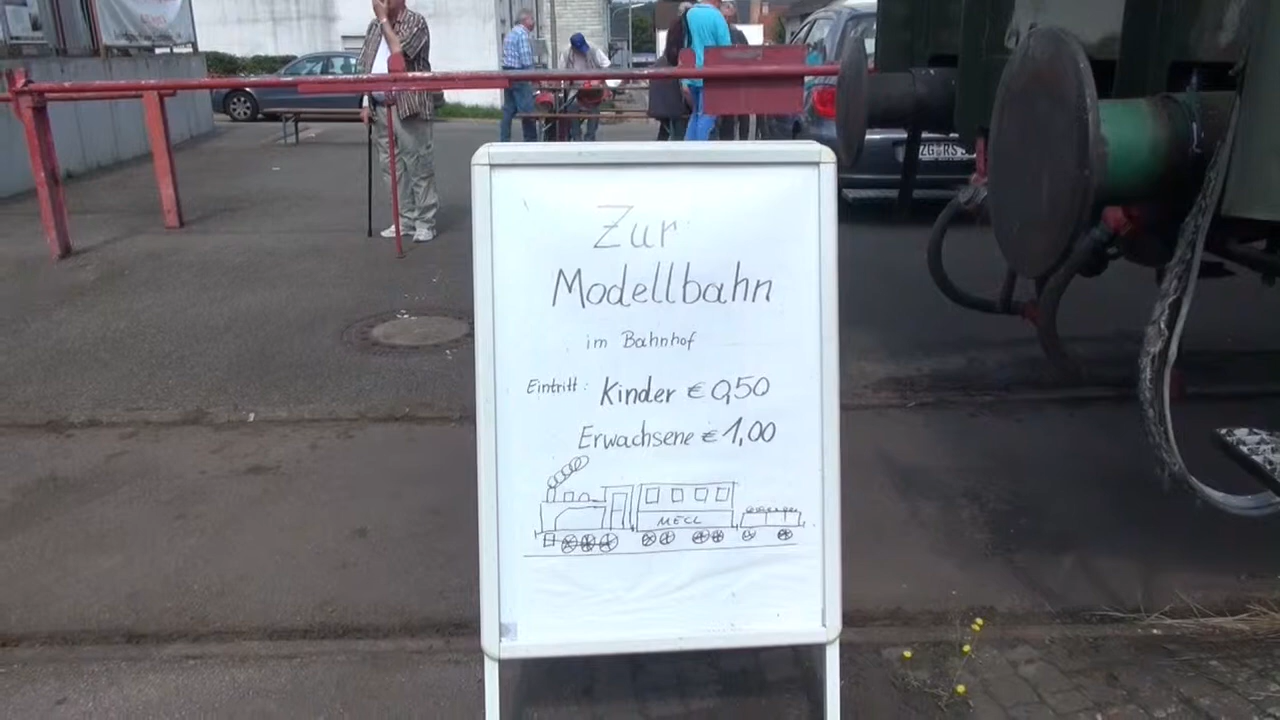 Zur
Modellbahn
im Bahnhof
Eintritt: Kinder € 0,50
Erwachsene € 1,00
MECL